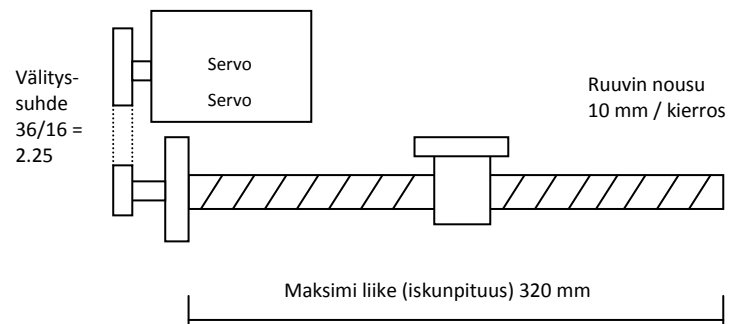 Servo
Servo
Välitys-
suhde
36/16 =
2.25
Ruuvin nousu
10 mm / kierros
Maksimi liike (iskunpituus) 320 mm